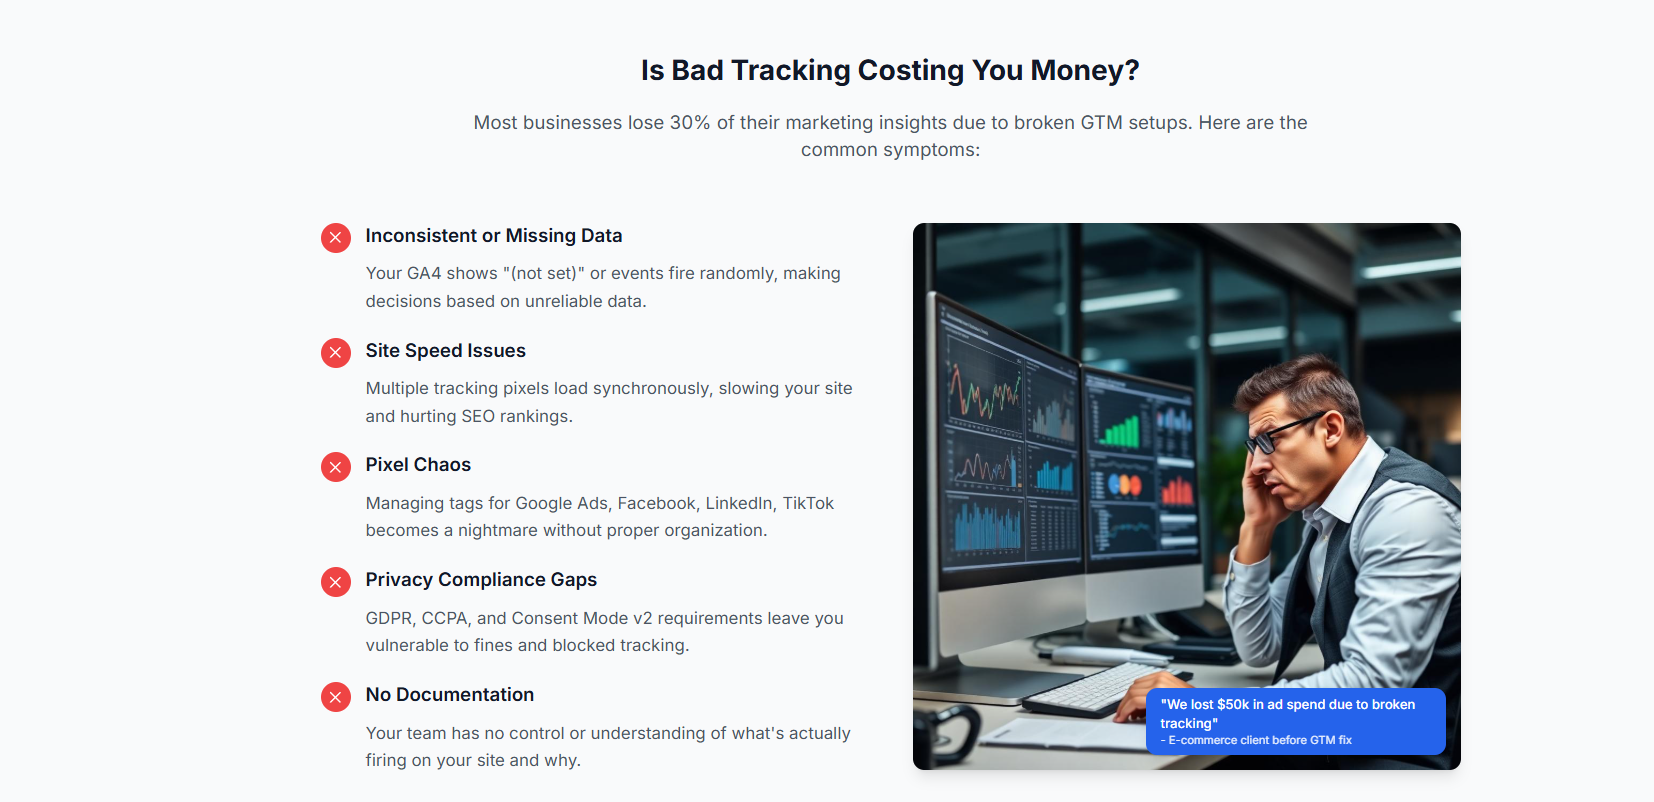 Is Bad Tracking Costing You Money?
Most businesses lose 30% of their marketing insights due to broken GTM setups. Here are the
common symptoms:
Inconsistent or Missing Data
Your GA4 shows "(not set)" or events fire randomly, making
decisions based on unreliable data.
Site Speed Issues
Multiple tracking pixels load synchronously, slowing your site
and hurting SEO rankings.
Pixel Chaos
Managing tags for Google Ads, Facebook, LinkedIn, TikTok
becomes a nightmare without proper organization.
Privacy Compliance Gaps
GDPR, CCPA, and Consent Mode v2 requirements leave you
vulnerable to fines and blocked tracking.
No Documentation
Your team has no control or understanding of what's actually
firing on your site and why.
"We lost $50k in ad spend due to broken
tracking"
- E-commerce client before GTM fix